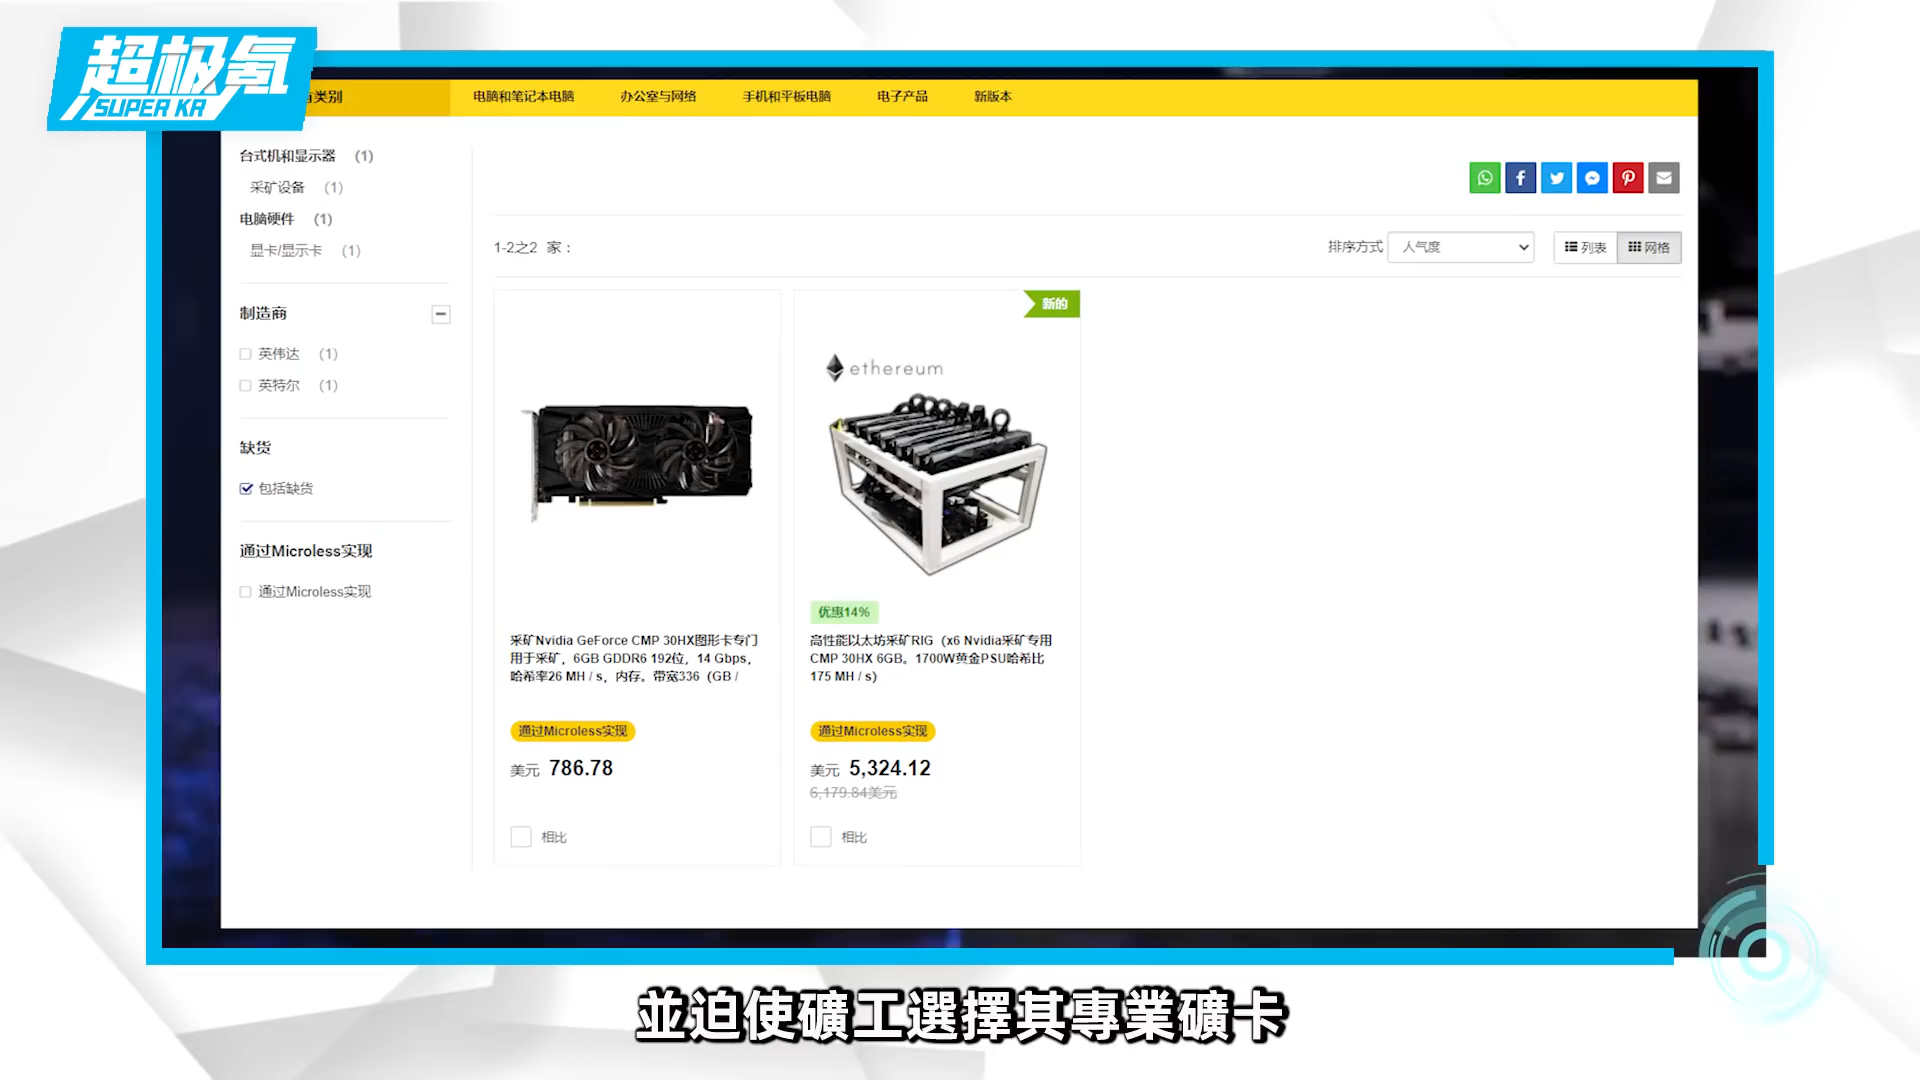 超极氪
SUPER KR
类别
电脑和笔记本电脑
办公室与网络
手机和平板电脑
电子产品
新版本
台式机和显示器 (1)
采矿设备 (1)
电脑硬件 (1)
显卡/显示卡 (1)
制造商
英伟达 (1)
英特尔 (1)
缺货
包括缺货
通过Microless实现
通过Microless实现
1-2之2 家：
排序方式
人气度
列表
网格
采矿Nvidia GeForce CMP 30HX图形卡专门
用于采矿，6GB GDDR6 192位，14 Gbps，
哈希率26 MH / s，内存。带宽336（GB /
通过Microless实现
美元 786.78
相比
新的
ethereum
优惠14%
高性能以太坊采矿RIG（x6 Nvidia采矿专用
CMP 30HX 6GB。1700W黄金PSU哈希比
175 MH / s)
通过Microless实现
美元 5,324.12
6,179.84美元
相比
並迫使礦工選擇其專業礦卡